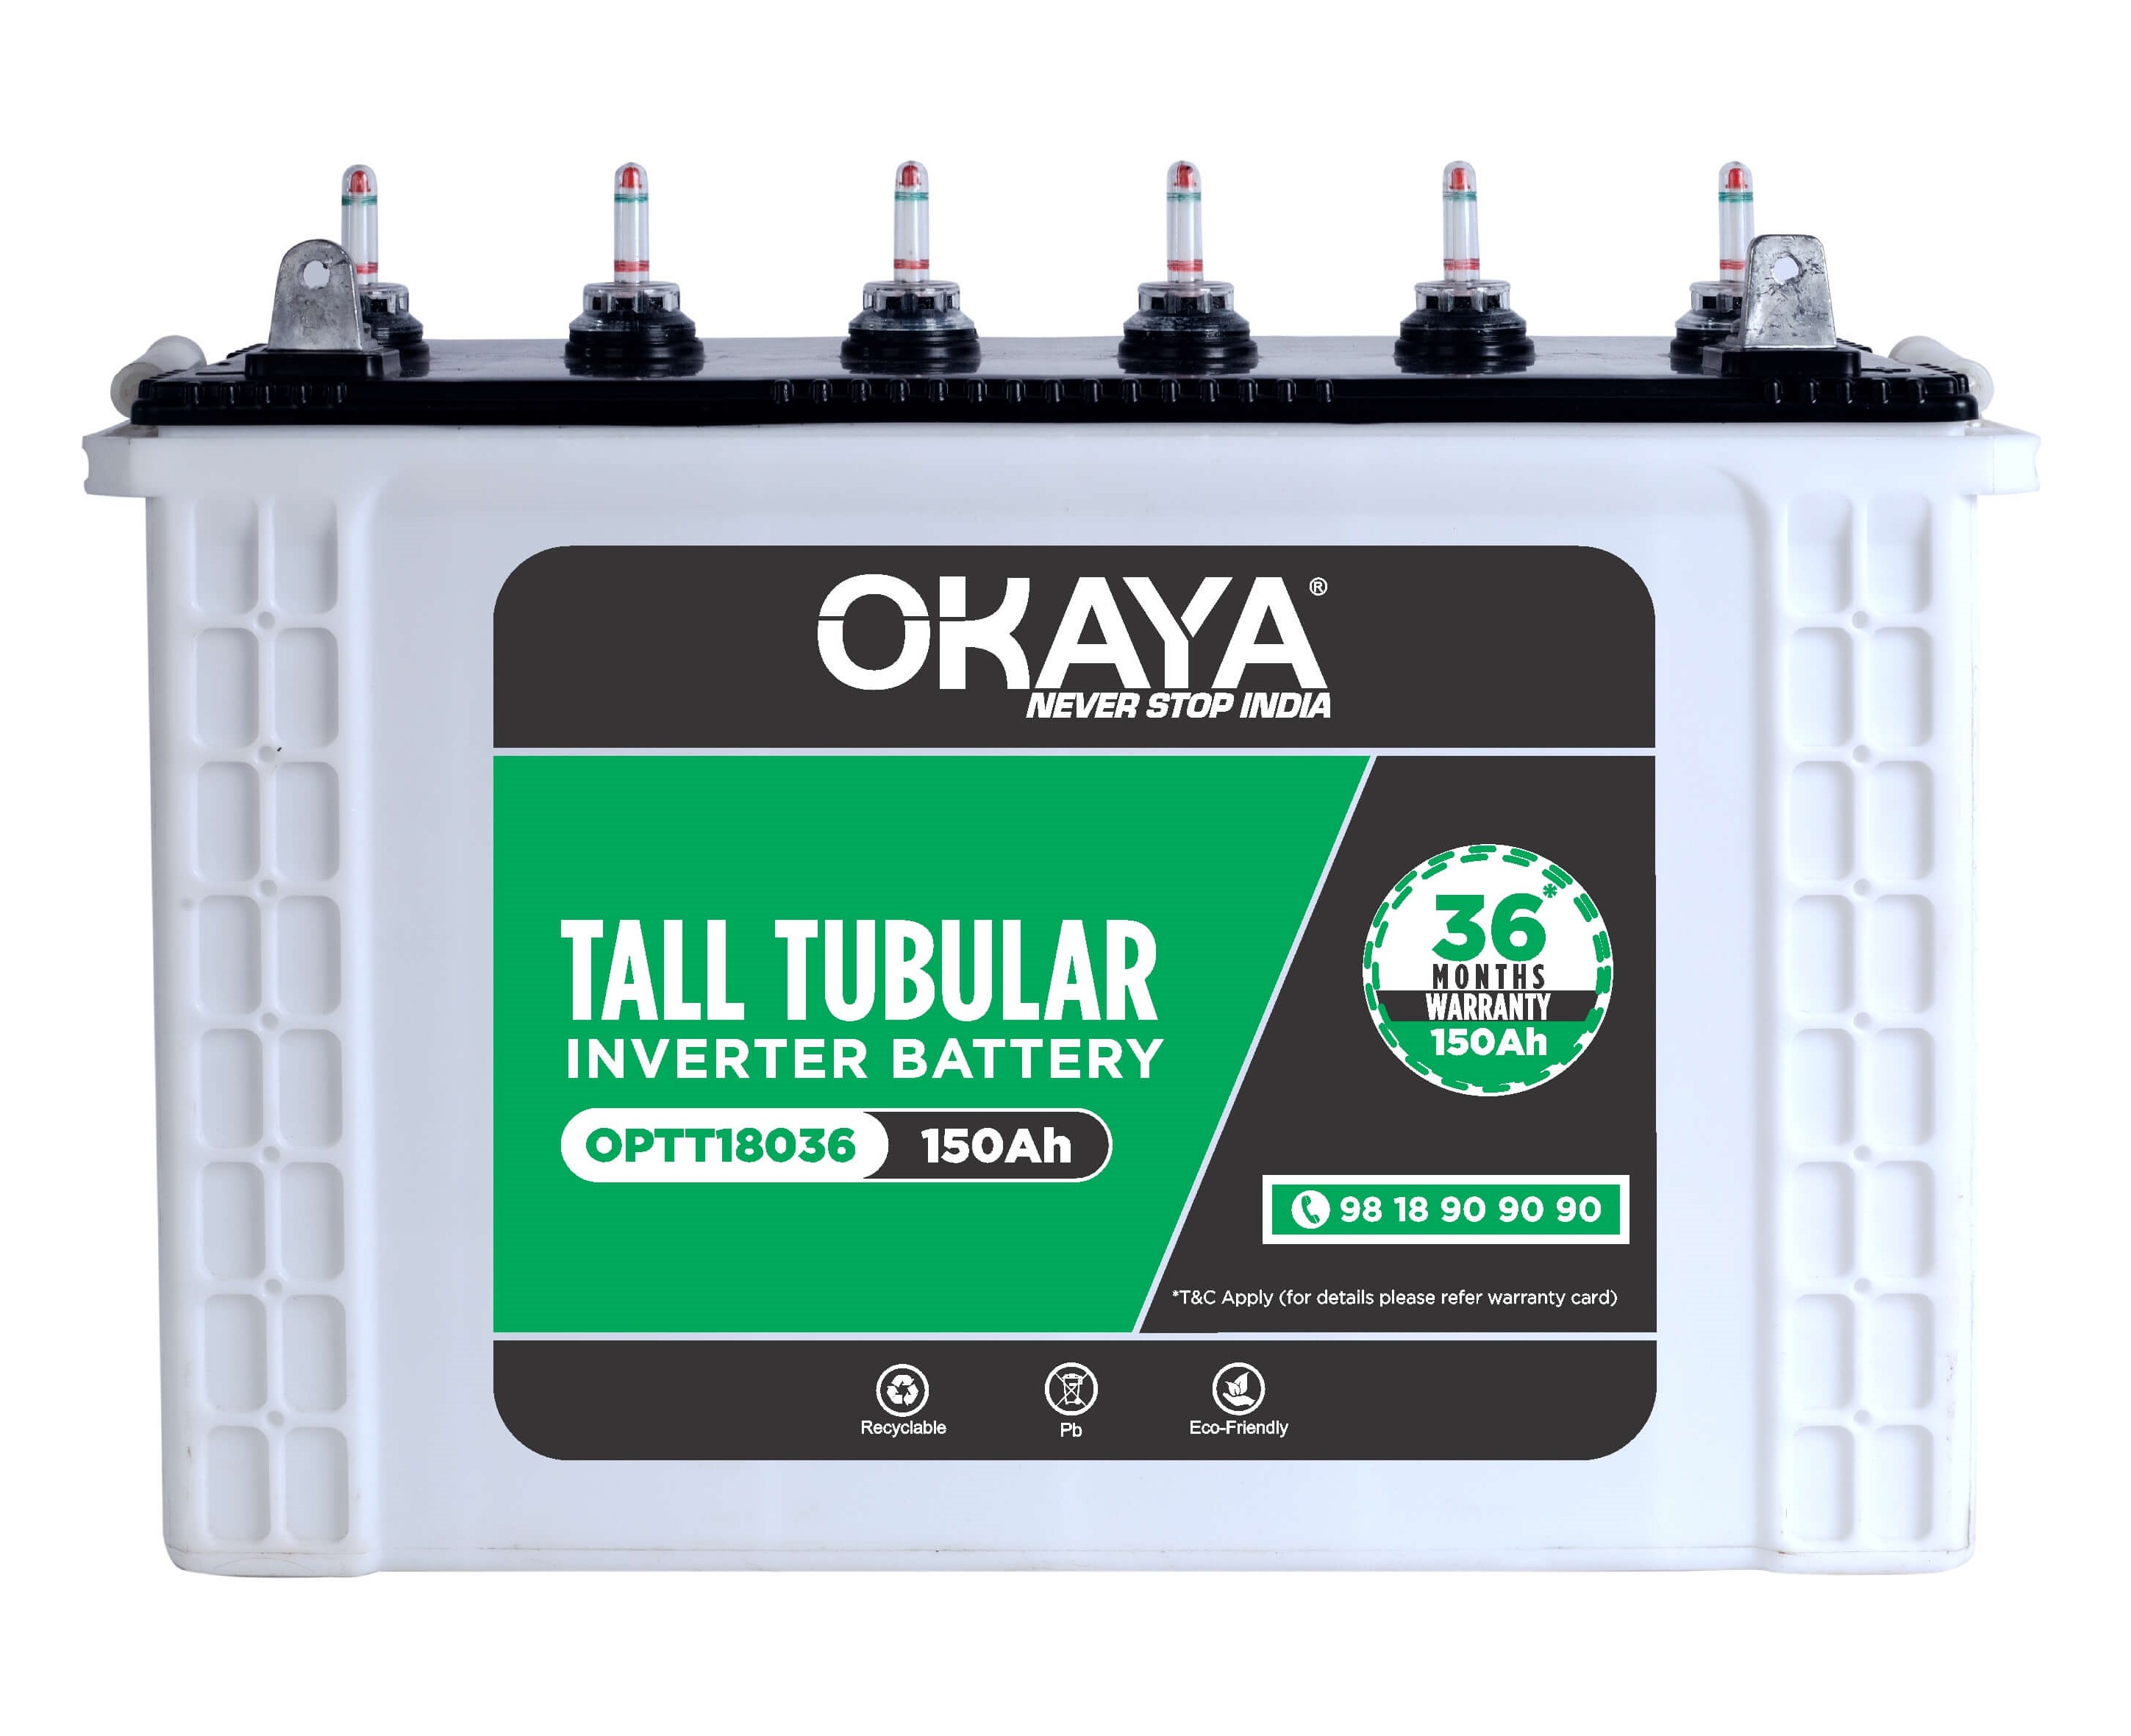 OKAYA®
NEVER STOP INDIA
TALL TUBULAR
INVERTER BATTERY
OPTT18036 150Ah
36*
MONTHS
WARRANTY
150Ah
98 18 90 90 90
*T&C Apply (for details please refer warranty card)
Recyclable Pb Eco-Friendly